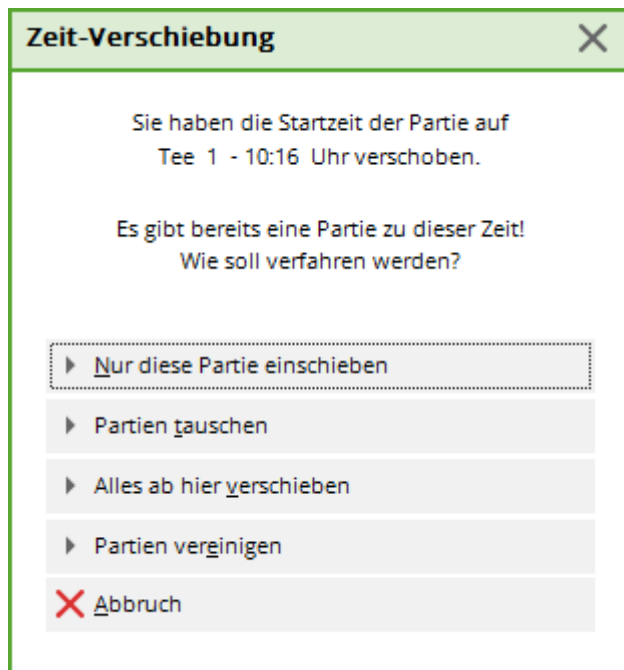 Zeit-Verschiebung
Sie haben die Startzeit der Partie auf
Tee 1 - 10:16 Uhr verschoben.
Es gibt bereits eine Partie zu dieser Zeit!
Wie soll verfahren werden?
Nur diese Partie einschieben
Partien tauschen
Alles ab hier verschieben
Partien vereinigen
Abbruch